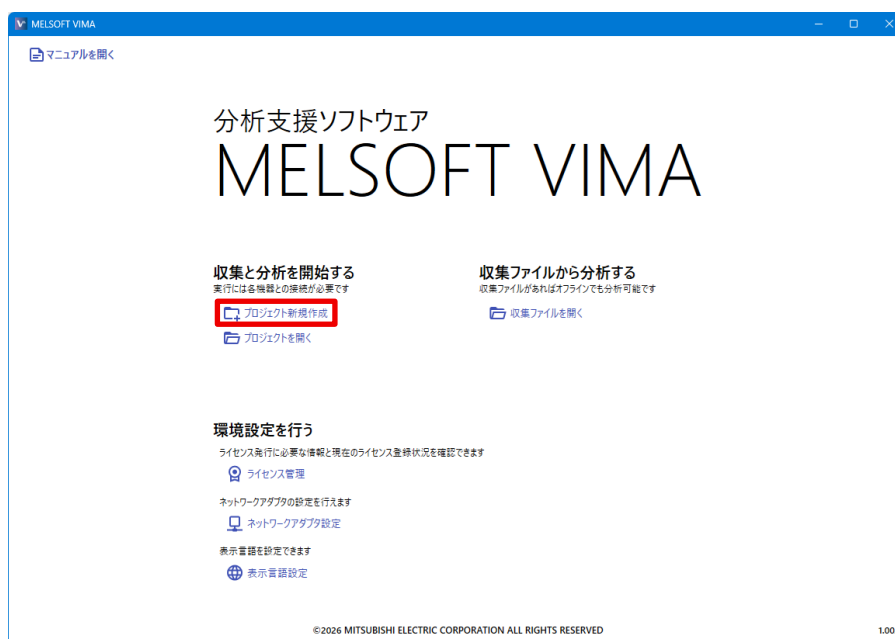 MELSOFT VIMA
マニュアルを開く
分析支援ソフトウェア
MELSOFT VIMA
収集と分析を開始する
実行には各機器との接続が必要です
プロジェクト新規作成
プロジェクトを開く
収集ファイルから分析する
収集ファイルがあればオフラインでも分析可能です
収集ファイルを開く
環境設定を行う
ライセンス発行に必要な情報と現在のライセンス登録状況を確認できます
ライセンス管理
ネットワークアダプタの設定を行えます
ネットワークアダプタ設定
表示言語を設定できます
表示言語設定
©2026 MITSUBISHI ELECTRIC CORPORATION ALL RIGHTS RESERVED
1.00